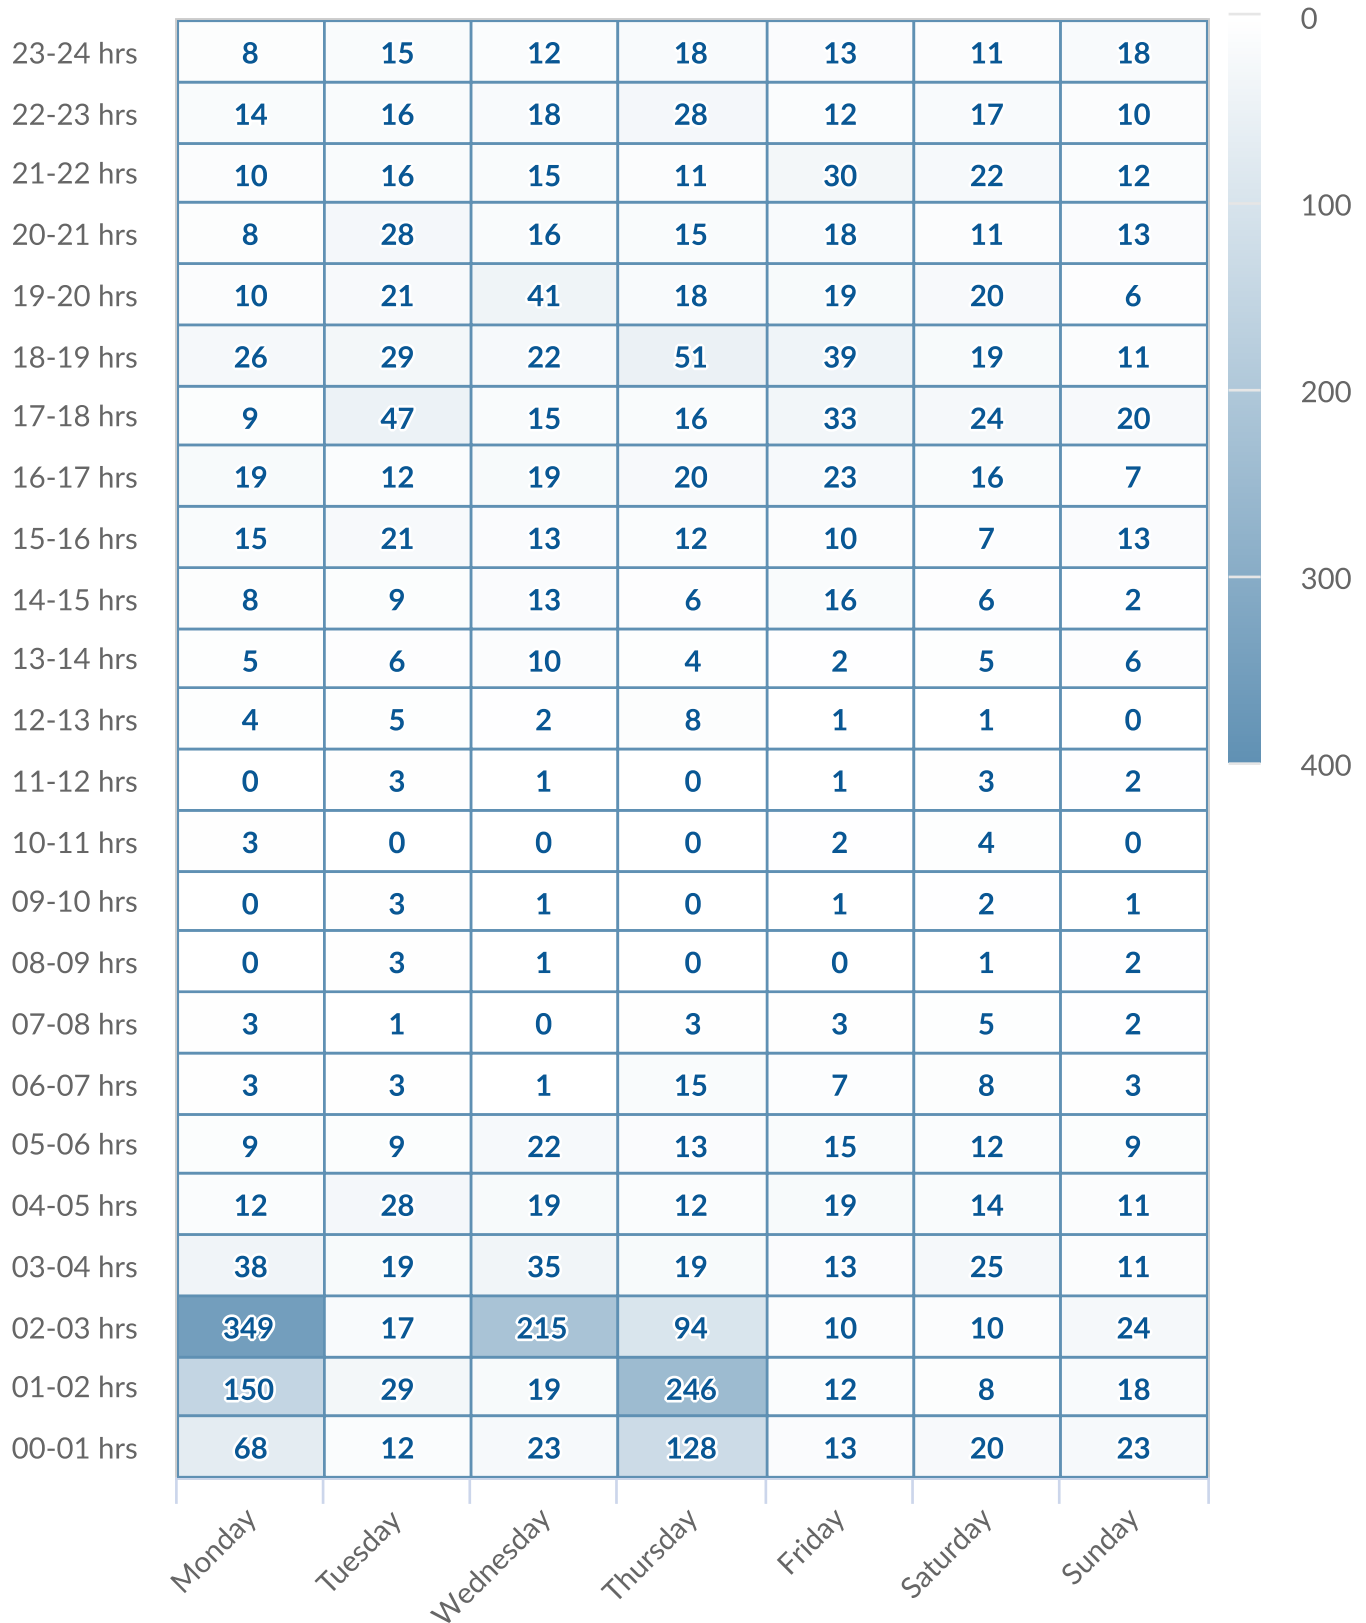 23-24 hrs 8 15 12 18 13 11 18
22-23 hrs 14 16 18 28 12 17 10
21-22 hrs 10 16 15 11 30 22 12
20-21 hrs 8 28 16 15 18 11 13
19-20 hrs 10 21 41 18 19 20 6
18-19 hrs 26 29 22 51 39 19 11
17-18 hrs 9 47 15 16 33 24 20
16-17 hrs 19 12 19 20 23 16 7
15-16 hrs 15 21 13 12 10 7 13
14-15 hrs 8 9 13 6 16 6 2
13-14 hrs 5 6 10 4 2 5 6
12-13 hrs 4 5 2 8 1 1 0
11-12 hrs 0 3 1 0 1 3 2
10-11 hrs 3 0 0 0 2 4 0
09-10 hrs 0 3 1 0 1 2 1
08-09 hrs 0 3 1 0 0 1 2
07-08 hrs 3 1 0 3 3 5 2
06-07 hrs 3 3 1 15 7 8 3
05-06 hrs 9 9 22 13 15 12 9
04-05 hrs 12 28 19 12 19 14 11
03-04 hrs 38 19 35 19 13 25 11
02-03 hrs 349 17 215 94 10 10 24
01-02 hrs 150 29 19 246 12 8 18
00-01 hrs 68 12 23 128 13 20 23
Monday Tuesday Wednesday Thursday Friday Saturday Sunday
0
100
200
300
400